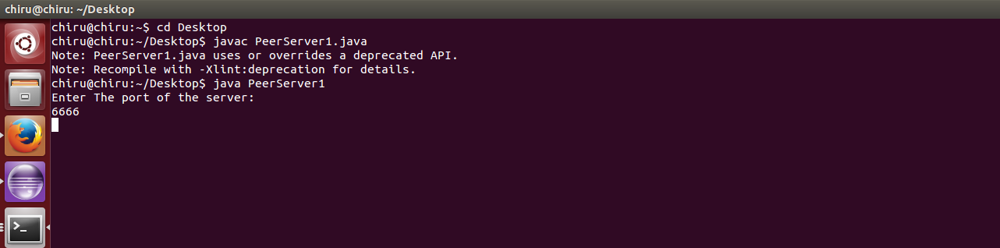 chiru@chiru: ~/Desktop
chiru@chiru:~$ cd Desktop
chiru@chiru:~/Desktop$ javac PeerServer1.java
Note: PeerServer1.java uses or overrides a deprecated API.
Note: Recompile with -Xlint:deprecation for details.
chiru@chiru:~/Desktop$ java PeerServer1
Enter The port of the server:
6666